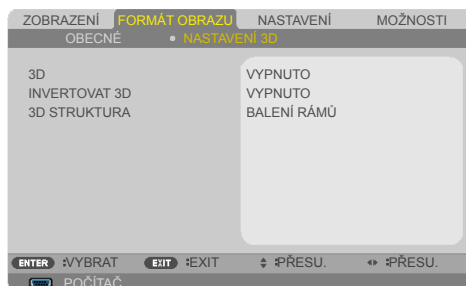 ZOBRAZENÍ FORMÁT OBRAZU NASTAVENÍ MOŽNOSTI
OBECNÉ • NASTAVENÍ 3D
3D VYPNUTO
INVERTOVAT 3D VYPNUTO
3D STRUKTURA BALENÍ RÁMŮ
ENTER :VYBRAT EXIT :EXIT :PŘESU. :PŘESU.
POČÍTAČ